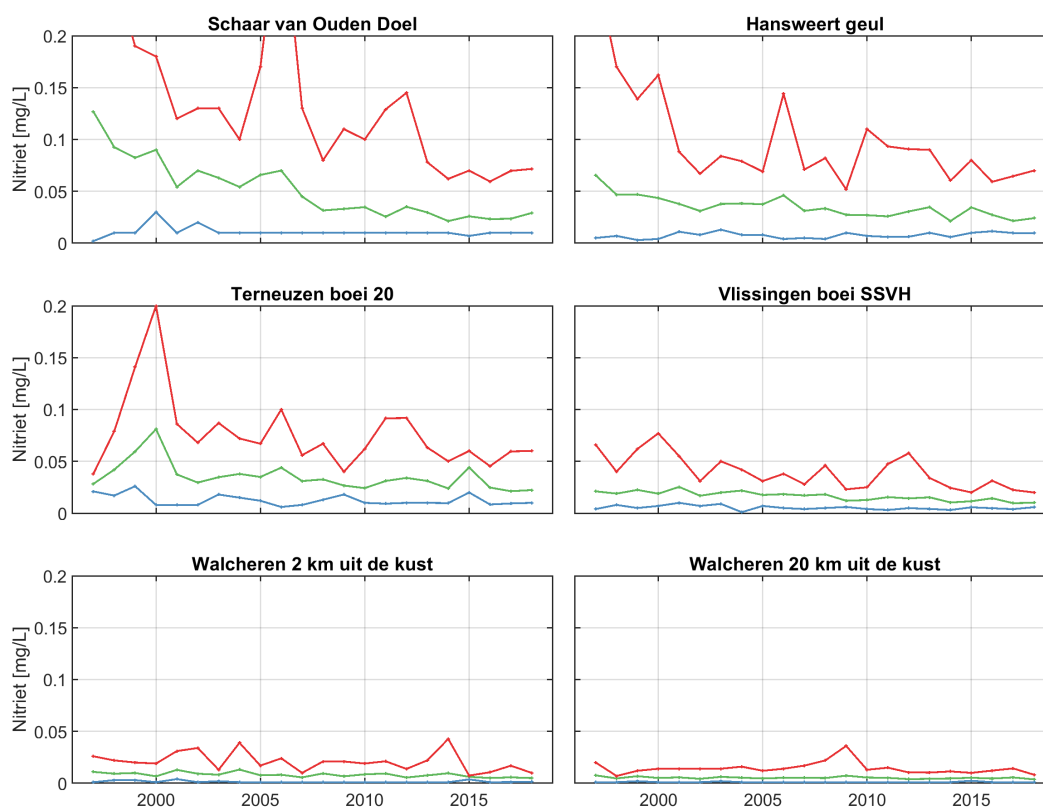 Schaar van Ouden Doel
Hansweert geul
Nitriet [mg/L]
0.2
0.15
0.1
0.05
0
Terneuzen boei 20
Vlissingen boei SSVH
Nitriet [mg/L]
0.2
0.15
0.1
0.05
0
Walcheren 2 km uit de kust
Walcheren 20 km uit de kust
Nitriet [mg/L]
0.2
0.15
0.1
0.05
0
2000 2005 2010 2015
2000 2005 2010 2015